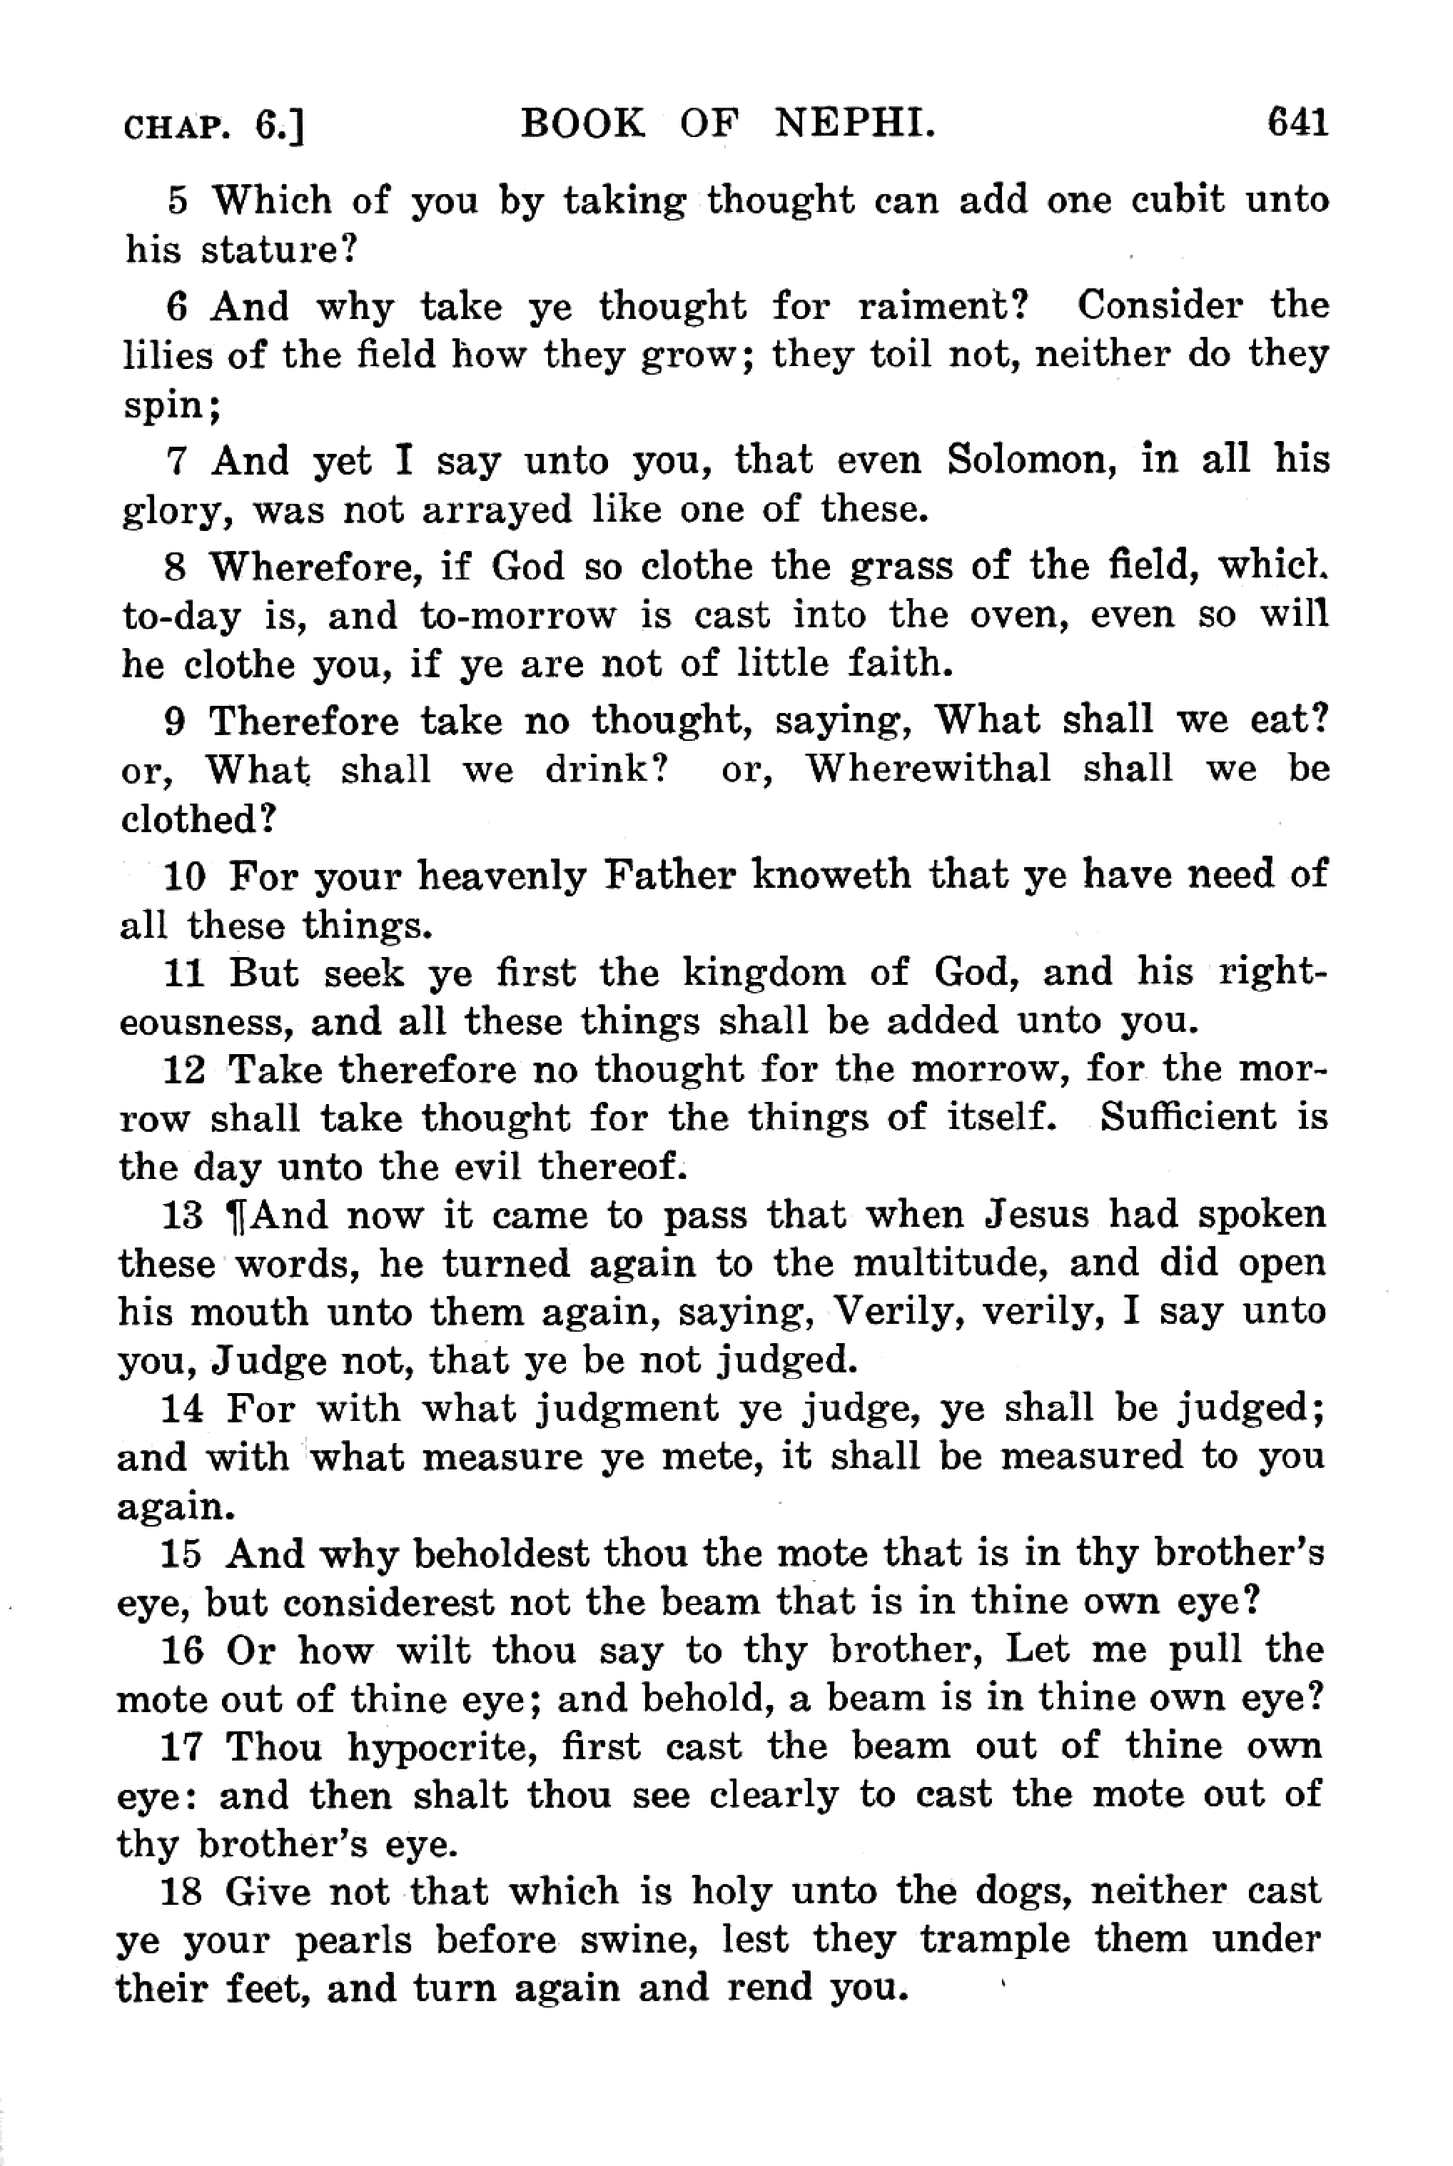 CHAP. 6.] BOOK OF NEPHI. 641
5 Which of you by taking thought can add one cubit unto
his stature?
6 And why take ye thought for raiment? Consider the
lilies of the field how they grow; they toil not, neither do they
spin;
7 And yet I say unto you, that even Solomon, in all his
glory, was not arrayed like one of these.
8 Wherefore, if God so clothe the grass of the field, which
to-day is, and to-morrow is cast into the oven, even so will
he clothe you, if ye are not of little faith.
9 Therefore take no thought, saying, What shall we eat?
or, What shall we drink? or, Wherewithal shall we be
clothed?
10 For your heavenly Father knoweth that ye have need of
all these things.
11 But seek ye first the kingdom of God, and his right-
eousness, and all these things shall be added unto you.
12 Take therefore no thought for the morrow, for the mor-
row shall take thought for the things of itself. Sufficient is
the day unto the evil thereof.
13 ¶And now it came to pass that when Jesus had spoken
these words, he turned again to the multitude, and did open
his mouth unto them again, saying, Verily, verily, I say unto
you, Judge not, that ye be not judged.
14 For with what judgment ye judge, ye shall be judged;
and with what measure ye mete, it shall be measured to you
again.
15 And why beholdest thou the mote that is in thy brother's
eye, but considerest not the beam that is in thine own eye?
16 Or how wilt thou say to thy brother, Let me pull the
mote out of thine eye; and behold, a beam is in thine own eye?
17 Thou hypocrite, first cast the beam out of thine own
eye: and then shalt thou see clearly to cast the mote out of
thy brother's eye.
18 Give not that which is holy unto the dogs, neither cast
ye your pearls before swine, lest they trample them under
their feet, and turn again and rend you.